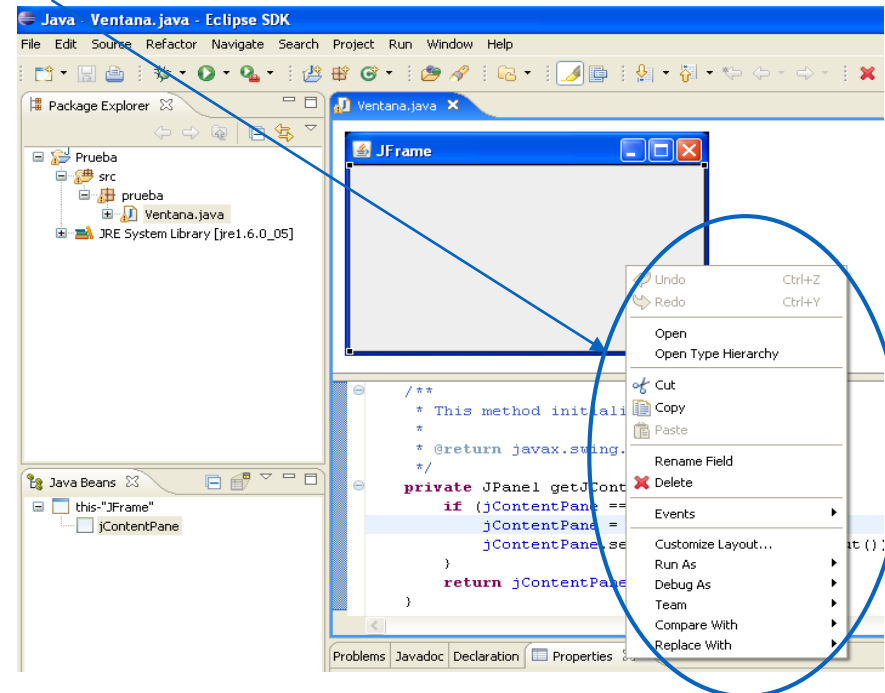 Java - Ventana.java - Eclipse SDK
File Edit Source Refactor Navigate Search Project Run Window Help
Package Explorer
Prueba
src
prueba
Ventana.java
JRE System Library [jre1.6.0_05]
Java Beans
this-"JFrame"
jContentPane
Ventana.java
JFrame
/**
* This method initiali
*
* @return javax.swing.
*/
private JPanel getJCont
if (jContentPane ==
jContentPane =
jContentPane.se ut());
}
return jContentPane
}
Undo Ctrl+Z
Redo Ctrl+Y
Open
Open Type Hierarchy
Cut
Copy
Paste
Rename Field
Delete
Events
Customize Layout...
Run As
Debug As
Team
Compare With
Replace With
Problems Javadoc Declaration Properties